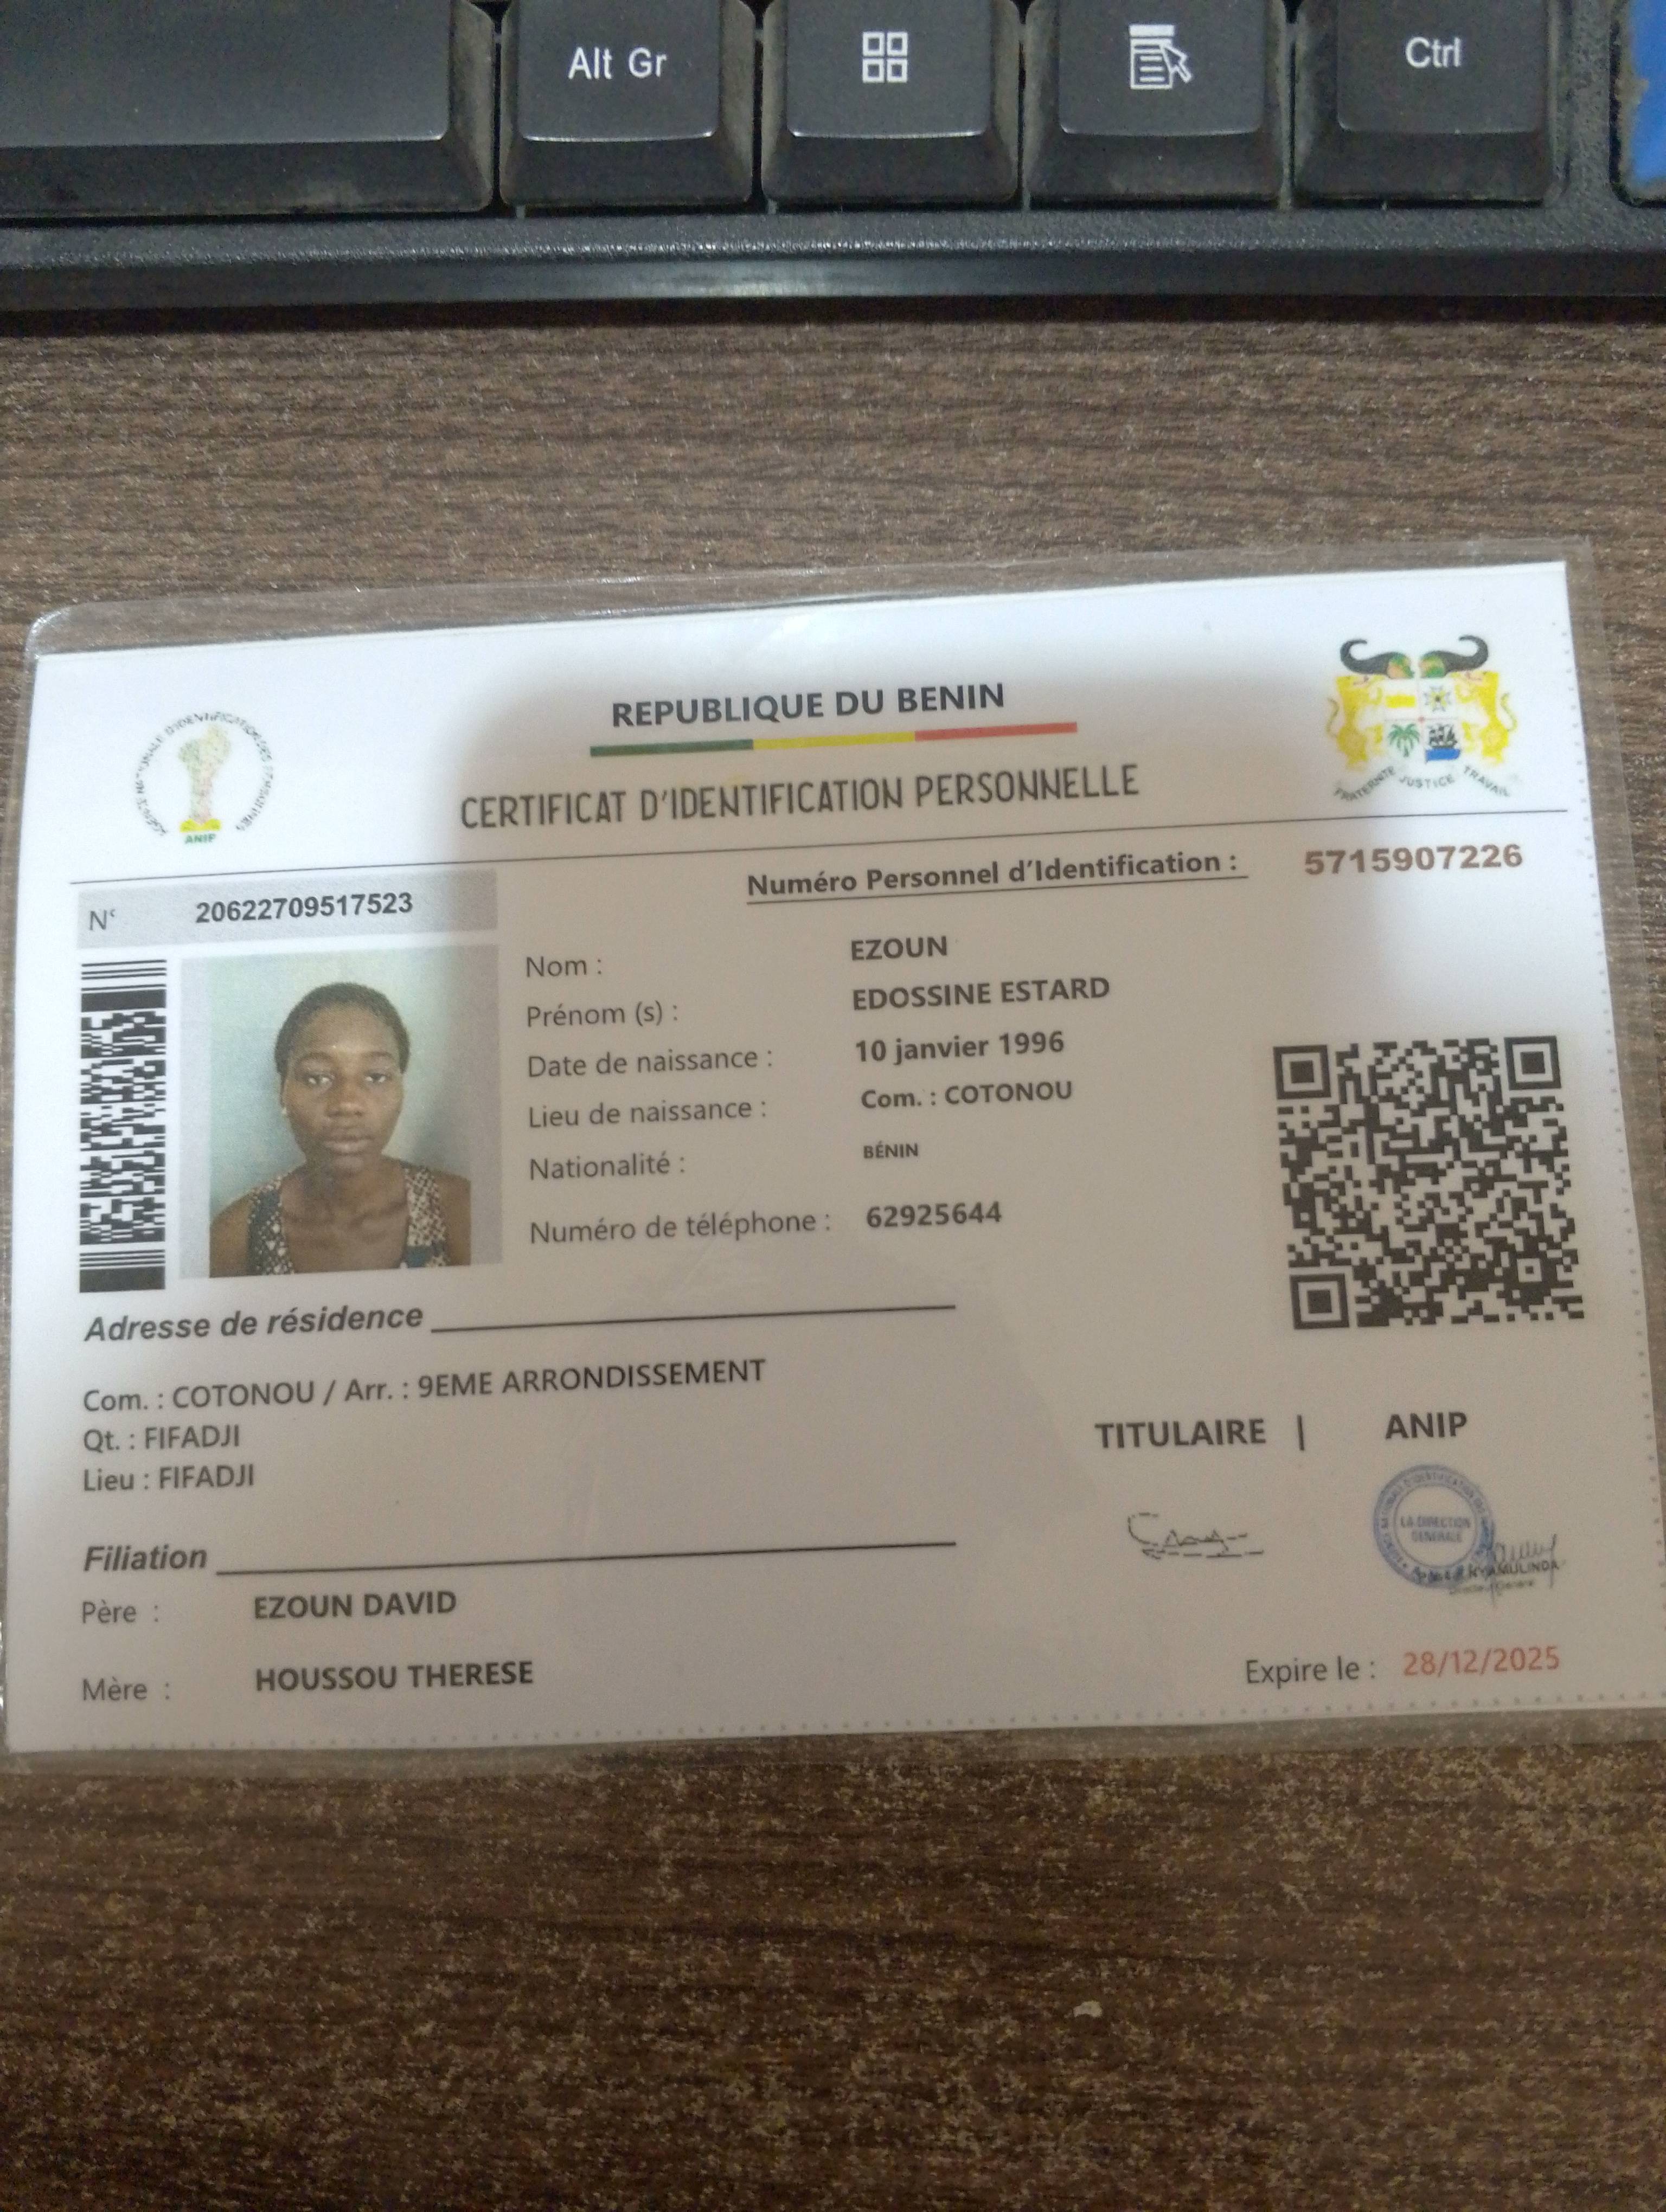 Alt Gr
Ctrl
REPUBLIQUE DU BENIN
CERTIFICAT D'IDENTIFICATION PERSONNELLE
AGENCE NATIONALE D'IDENTIFICATION DES PERSONNES
ANIP
FRATERNITE JUSTICE TRAVAIL
Numéro Personnel d'Identification : 5715907226
N° 20622709517523
Nom : EZOUN
Prénom (s) : EDOSSINE ESTARD
Date de naissance : 10 janvier 1996
Lieu de naissance : Com. : COTONOU
Nationalité : BÉNIN
Numéro de téléphone : 62925644
Adresse de résidence
Com. : COTONOU / Arr. : 9EME ARRONDISSEMENT
Qt. : FIFADJI
Lieu : FIFADJI
TITULAIRE | ANIP
LA DIRECTION
GENERALE
Filiation
Père : EZOUN DAVID
Mère : HOUSSOU THERESE
Expire le : 28/12/2025